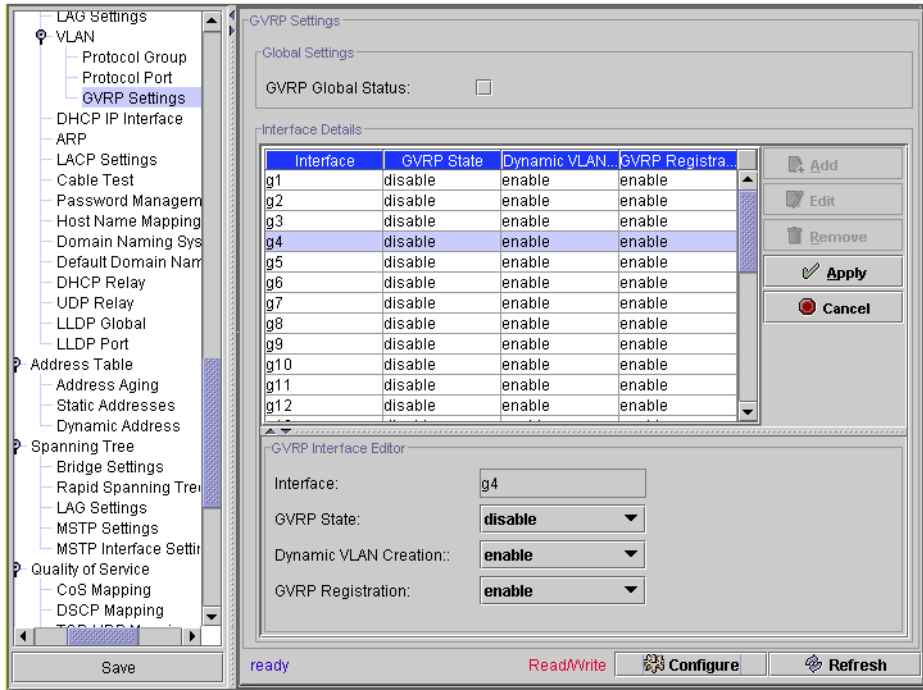 LAG Settings
VLAN
Protocol Group
Protocol Port
GVRP Settings
DHCP IP Interface
ARP
LACP Settings
Cable Test
Password Managem
Host Name Mapping
Domain Naming Sys
Default Domain Nam
DHCP Relay
UDP Relay
LLDP Global
LLDP Port
Address Table
Address Aging
Static Addresses
Dynamic Address
Spanning Tree
Bridge Settings
Rapid Spanning Tre
LAG Settings
MSTP Settings
MSTP Interface Settin
Quality of Service
CoS Mapping
DSCP Mapping
Save
GVRP Settings
Global Settings
GVRP Global Status:
Interface Details
Interface GVRP State Dynamic VLAN... GVRP Registra...
g1 disable enable enable
g2 disable enable enable
g3 disable enable enable
g4 disable enable enable
g5 disable enable enable
g6 disable enable enable
g7 disable enable enable
g8 disable enable enable
g9 disable enable enable
g10 disable enable enable
g11 disable enable enable
g12 disable enable enable
Add
Edit
Remove
Apply
Cancel
GVRP Interface Editor
Interface: g4
GVRP State: disable
Dynamic VLAN Creation:: enable
GVRP Registration: enable
ready Read/Write Configure Refresh